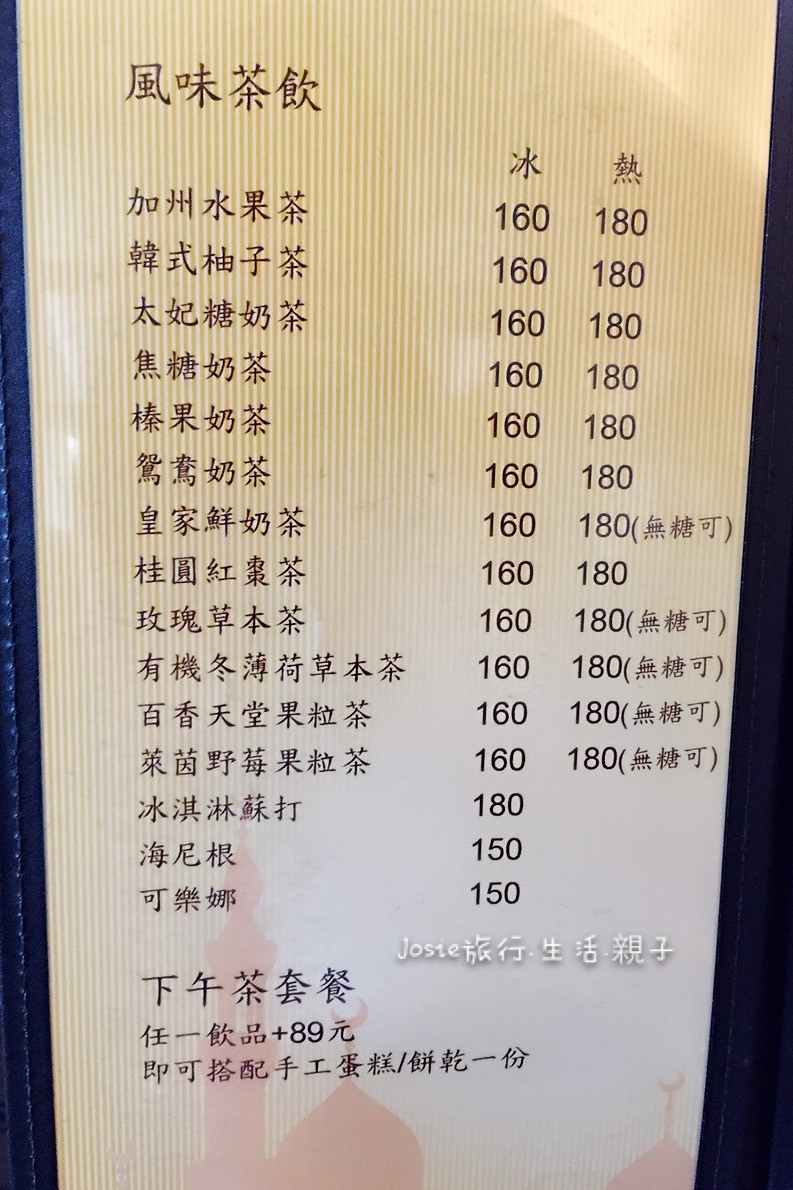 風味茶飲
冰 熱
加州水果茶 160 180
韓式柚子茶 160 180
太妃糖奶茶 160 180
焦糖奶茶 160 180
榛果奶茶 160 180
鴛鴦奶茶 160 180
皇家鮮奶茶 160 180(無糖可)
桂圓紅棗茶 160 180
玫瑰草本茶 160 180(無糖可)
有機冬薄荷草本茶 160 180(無糖可)
百香天堂果粒茶 160 180(無糖可)
萊茵野莓果粒茶 160 180(無糖可)
冰淇淋蘇打 180
海尼根 150
可樂娜 150
Josie旅行.生活.親子
下午茶套餐
任一飲品+89元
即可搭配手工蛋糕/餅乾一份